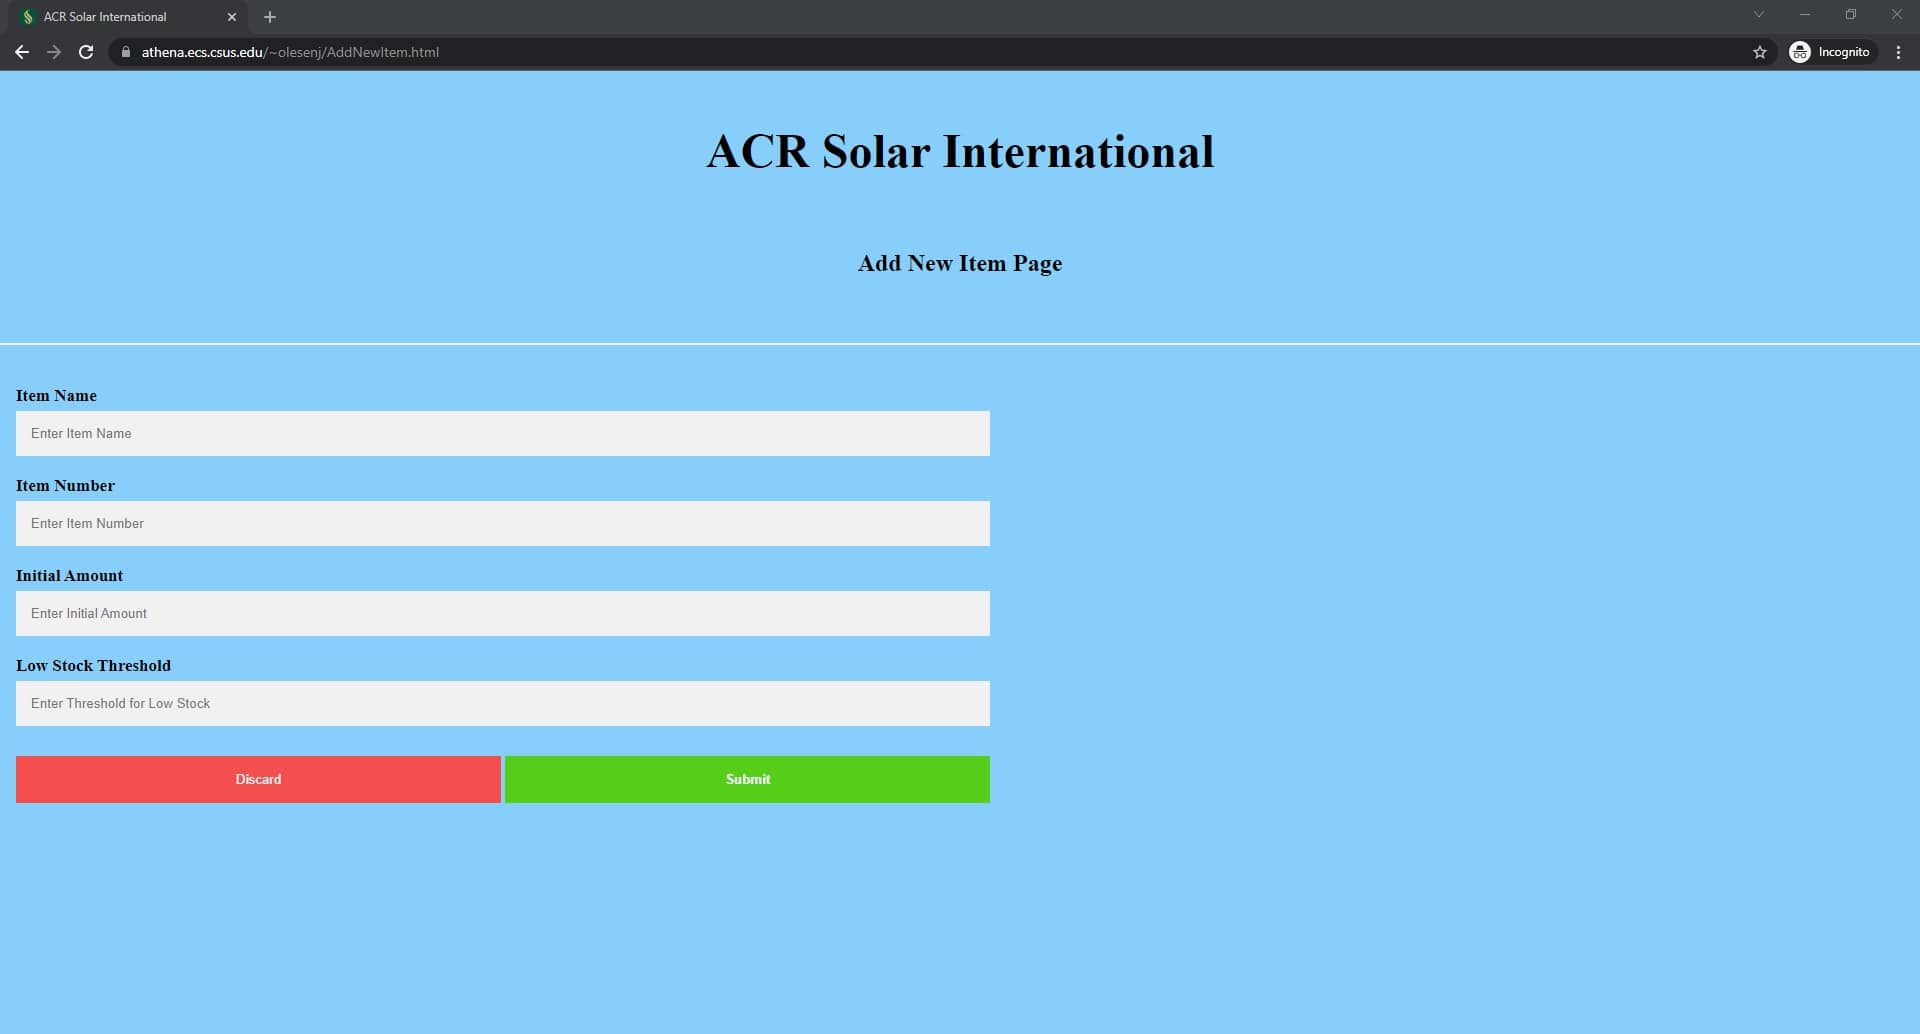 ACR Solar International
athena.ecs.csus.edu/~olesenj/AddNewItem.html
Incognito
ACR Solar International
Add New Item Page
Item Name
Enter Item Name
Item Number
Enter Item Number
Initial Amount
Enter Initial Amount
Low Stock Threshold
Enter Threshold for Low Stock
Discard Submit